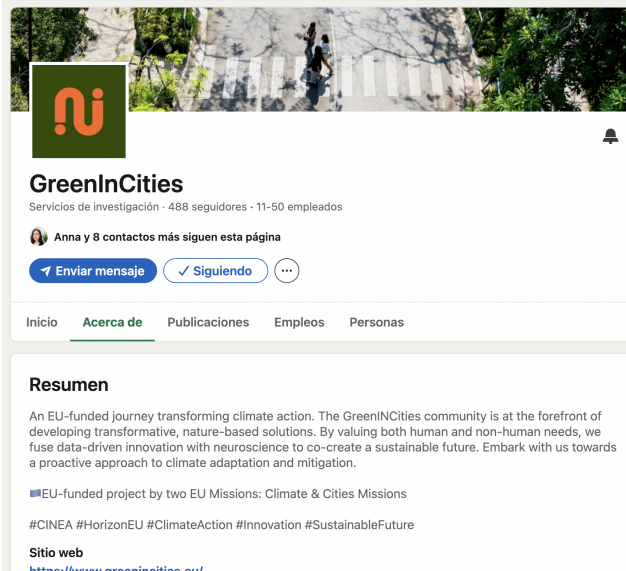 GreenInCities
Servicios de investigación · 488 seguidores · 11-50 empleados
Anna y 8 contactos más siguen esta página
Enviar mensaje
Siguiendo
Inicio
Acerca de
Publicaciones
Empleos
Personas
Resumen
An EU-funded journey transforming climate action. The GreenINCities community is at the forefront of
developing transformative, nature-based solutions. By valuing both human and non-human needs, we
fuse data-driven innovation with neuroscience to co-create a sustainable future. Embark with us towards
a proactive approach to climate adaptation and mitigation.
EU-funded project by two EU Missions: Climate & Cities Missions
#CINEA #HorizonEU #ClimateAction #Innovation #SustainableFuture
Sitio web
https://www.greenincities.eu/